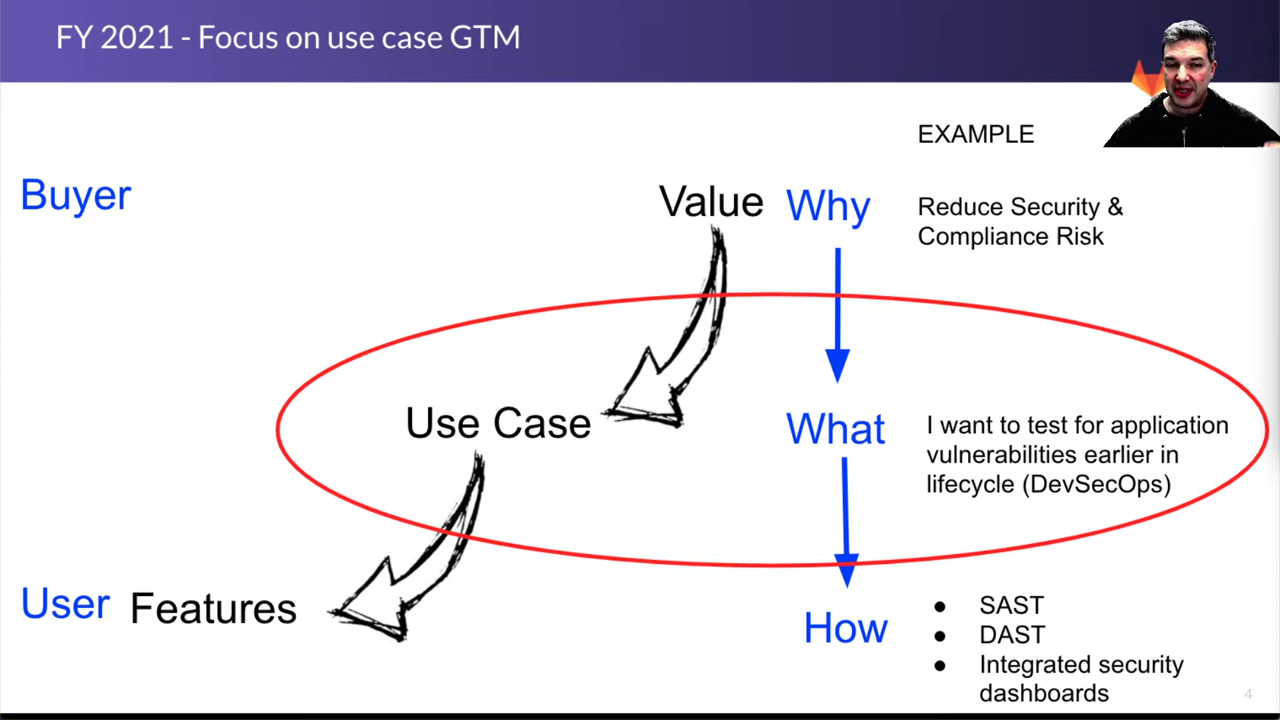 FY 2021 - Focus on use case GTM
EXAMPLE
Buyer
Value Why
Reduce Security &
Compliance Risk
Use Case
What
I want to test for application
vulnerabilities earlier in
lifecycle (DevSecOps)
User Features
How
● SAST
● DAST
● Integrated security
dashboards
4